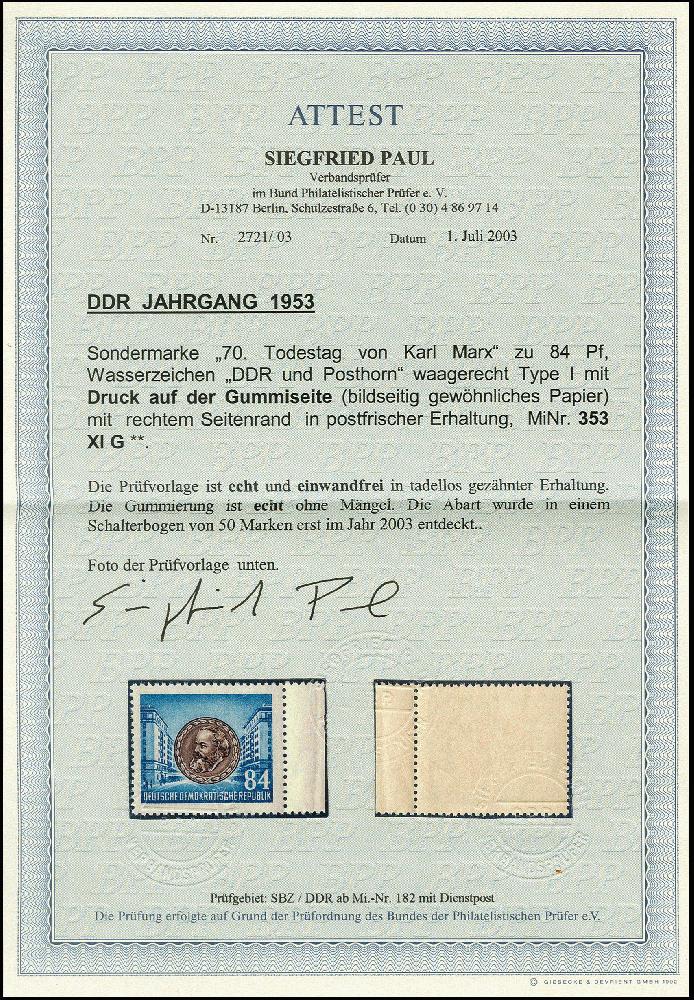 ATTEST
SIEGFRIED PAUL
Verbandsprüfer
im Bund Philatelistischer Prüfer e. V.
D-13187 Berlin, Schulzestraße 6, Tel. (0 30) 4 86 97 14
Nr. 2721/ 03 Datum 1. Juli 2003
DDR JAHRGANG 1953
Sondermarke „70. Todestag von Karl Marx“ zu 84 Pf,
Wasserzeichen „DDR und Posthorn“ waagerecht Type I mit
Druck auf der Gummiseite (bildseitig gewöhnliches Papier)
mit rechtem Seitenrand in postfrischer Erhaltung, MiNr. 353
XI G **.
Die Prüfvorlage ist echt und einwandfrei in tadellos gezähnter Erhaltung.
Die Gummierung ist echt ohne Mängel. Die Abart wurde in einem
Schalterbogen von 50 Marken erst im Jahr 2003 entdeckt..
Foto der Prüfvorlage unten.
Siegfried Paul
84
DEUTSCHE DEMOKRATISCHE REPUBLIK
Prüfgebiet: SBZ / DDR ab Mi.-Nr. 182 mit Dienstpost
Die Prüfung erfolgte auf Grund der Prüfordnung des Bundes der Philatelistischen Prüfer e.V.
© GIESECKE & DEVRIENT GMBH